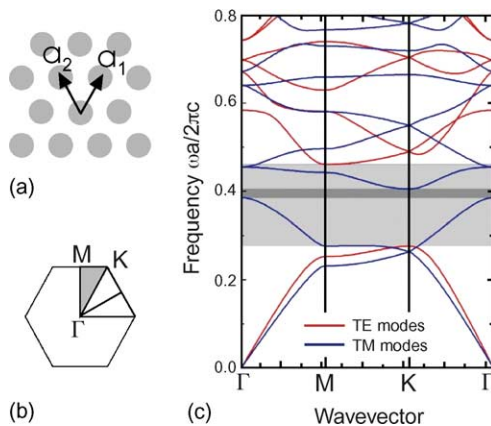 a₂ a₁
(a)
M K
Γ
(b)
Frequency ωa/2πc
0.8
0.6
0.4
0.2
0.0
TE modes
TM modes
Γ M K Γ
(c) Wavevector